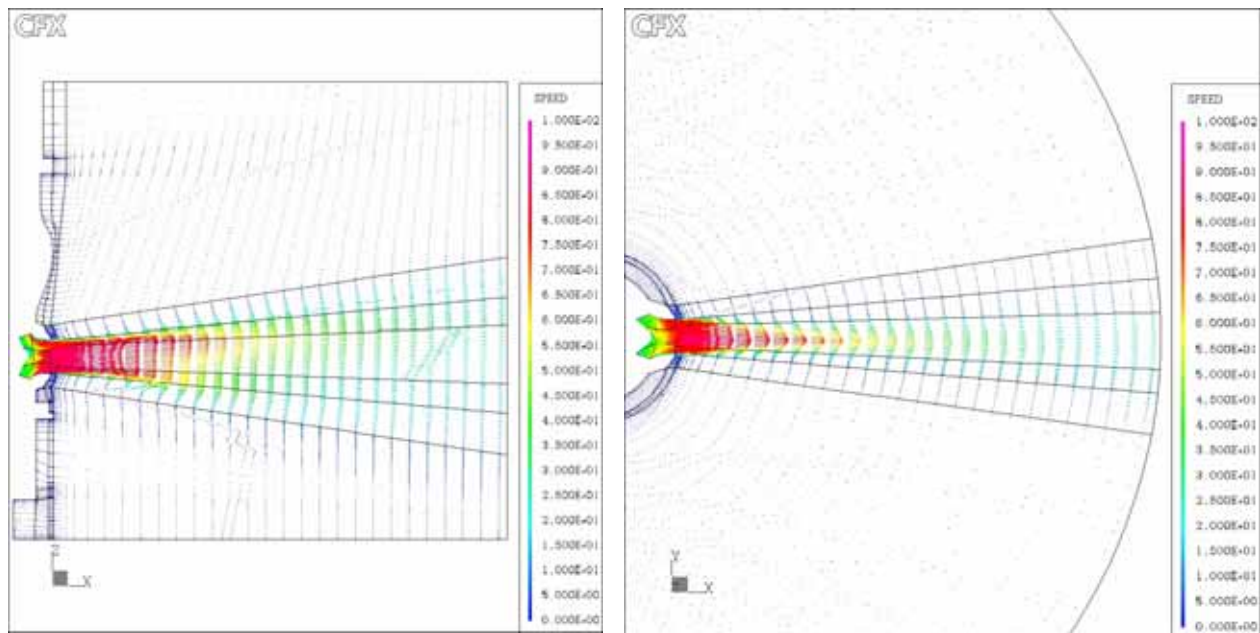 CFX
SPEED
1.000E+02
9.500E+01
9.000E+01
8.500E+01
8.000E+01
7.500E+01
7.000E+01
6.500E+01
6.000E+01
5.500E+01
5.000E+01
4.500E+01
4.000E+01
3.500E+01
3.000E+01
2.500E+01
2.000E+01
1.500E+01
1.000E+01
5.000E+00
0.000E+00
Z
X
CFX
SPEED
1.000E+02
9.500E+01
9.000E+01
8.500E+01
8.000E+01
7.500E+01
7.000E+01
6.500E+01
6.000E+01
5.500E+01
5.000E+01
4.500E+01
4.000E+01
3.500E+01
3.000E+01
2.500E+01
2.000E+01
1.500E+01
1.000E+01
5.000E+00
0.000E+00
Y
X